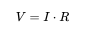 V = I · R